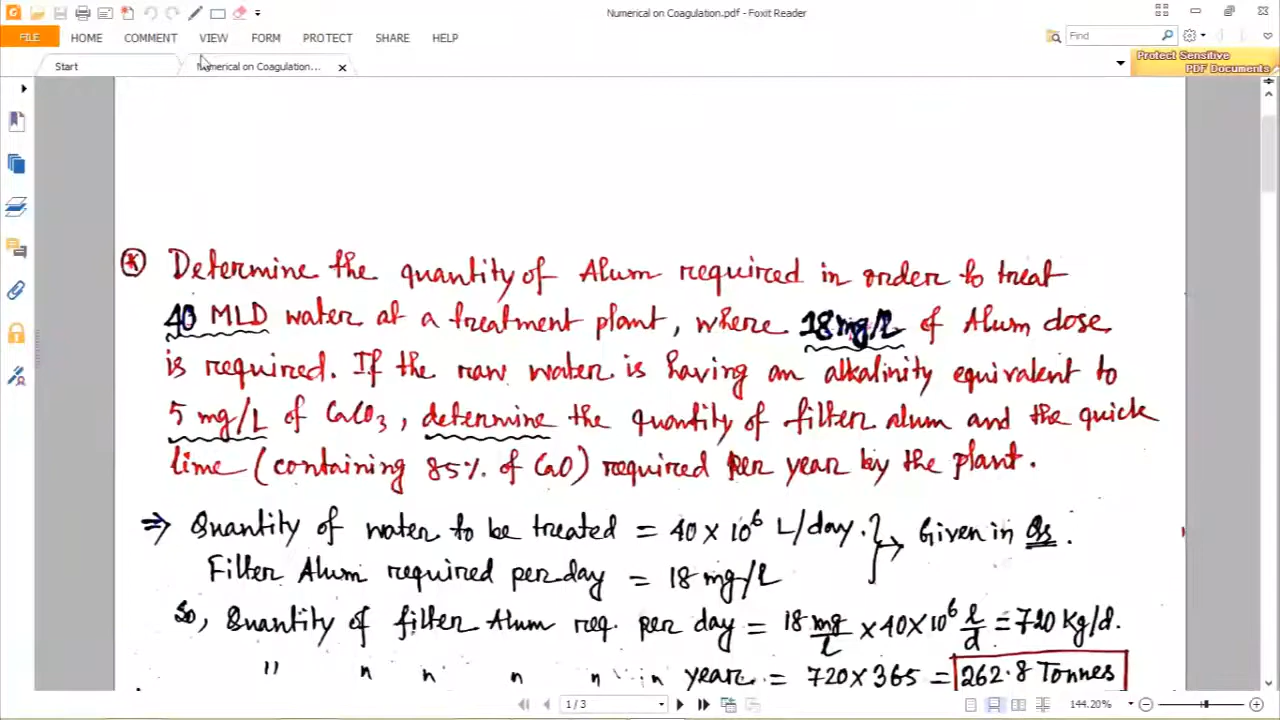 Numerical on Coagulation.pdf - Foxit Reader
FILE HOME COMMENT VIEW FORM PROTECT SHARE HELP
Find
Start
Numerical on Coagulation...
Protect Sensitive
PDF Documents
Determine the quantity of Alum required in order to treat
40 MLD water at a treatment plant, where 18 mg/L of Alum dose
is required. If the raw water is having an alkalinity equivalent to
5 mg/L of CaCO₃, determine the quantity of filter alum and the quick
lime (containing 85% of CaO) required per year by the plant.
⇒ Quantity of water to be treated = 40 × 10⁶ L/day. } → Given in Qs.
Filter Alum required per day = 18 mg/L
So, Quantity of filter Alum req. per day = 18 mg/L × 40 × 10⁶ l/d = 720 Kg/d.
" " " " " in year = 720 × 365 = 262.8 Tonnes
1 / 3
144.20%